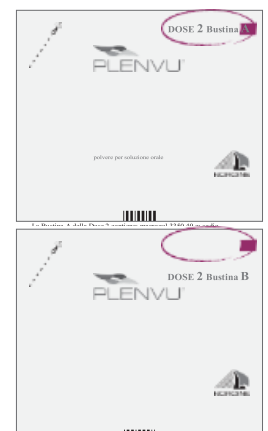 DOSE 2 Bustina A
PLENVU
polvere per soluzione orale
NORGINE
DOSE 2 Bustina B
PLENVU
NORGINE